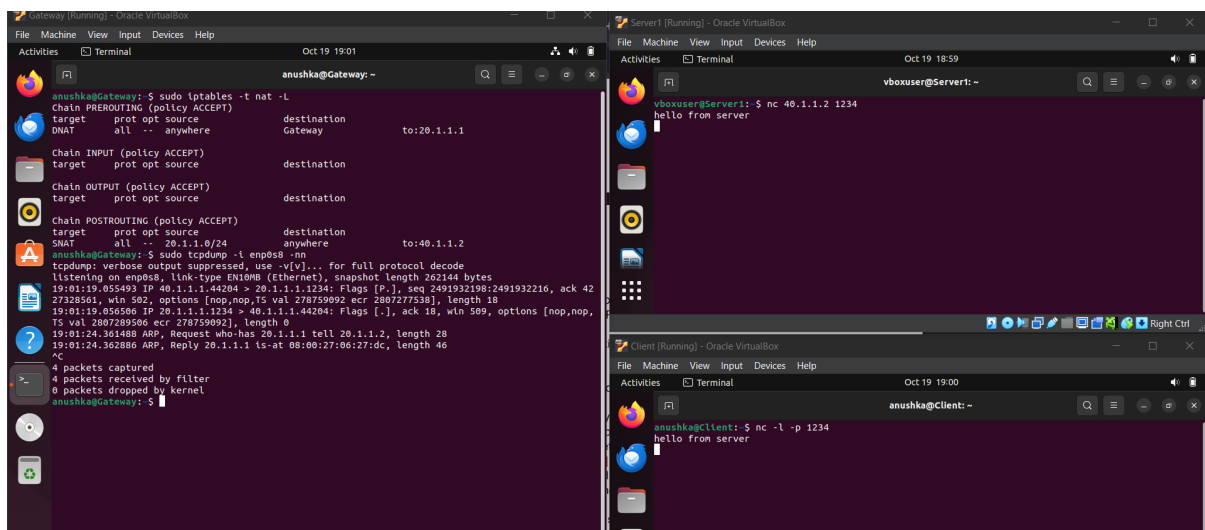 Gateway [Running] - Oracle VirtualBox
File Machine View Input Devices Help
Activities Terminal Oct 19 19:01
anushka@Gateway: ~
anushka@Gateway:~$ sudo iptables -t nat -L
Chain PREROUTING (policy ACCEPT)
target prot opt source destination
DNAT all -- anywhere Gateway to:20.1.1.1
Chain INPUT (policy ACCEPT)
target prot opt source destination
Chain OUTPUT (policy ACCEPT)
target prot opt source destination
Chain POSTROUTING (policy ACCEPT)
target prot opt source destination
SNAT all -- 20.1.1.0/24 anywhere to:40.1.1.2
anushka@Gateway:~$ sudo tcpdump -i enp0s8 -nn
tcpdump: verbose output suppressed, use -v[v]... for full protocol decode
listening on enp0s8, link-type EN10MB (Ethernet), snapshot length 262144 bytes
19:01:19.055493 IP 40.1.1.1.44204 > 20.1.1.1.1234: Flags [P.], seq 2491932198:2491932216, ack 42
27328561, win 502, options [nop,nop,TS val 278759092 ecr 2807277538], length 18
19:01:19.056506 IP 20.1.1.1.1234 > 40.1.1.1.44204: Flags [.], ack 18, win 509, options [nop,nop,
TS val 2807289506 ecr 278759092], length 0
19:01:24.361488 ARP, Request who-has 20.1.1.1 tell 20.1.1.2, length 28
19:01:24.362886 ARP, Reply 20.1.1.1 is-at 08:00:27:06:27:dc, length 46
^C
4 packets captured
4 packets received by filter
0 packets dropped by kernel
anushka@Gateway:~$
Server1 [Running] - Oracle VirtualBox
File Machine View Input Devices Help
Activities Terminal Oct 19 18:59
vboxuser@Server1: ~
vboxuser@Server1:~$ nc 40.1.1.2 1234
hello from server
Right Ctrl
Client [Running] - Oracle VirtualBox
File Machine View Input Devices Help
Activities Terminal Oct 19 19:00
anushka@Client: ~
anushka@Client:~$ nc -l -p 1234
hello from server